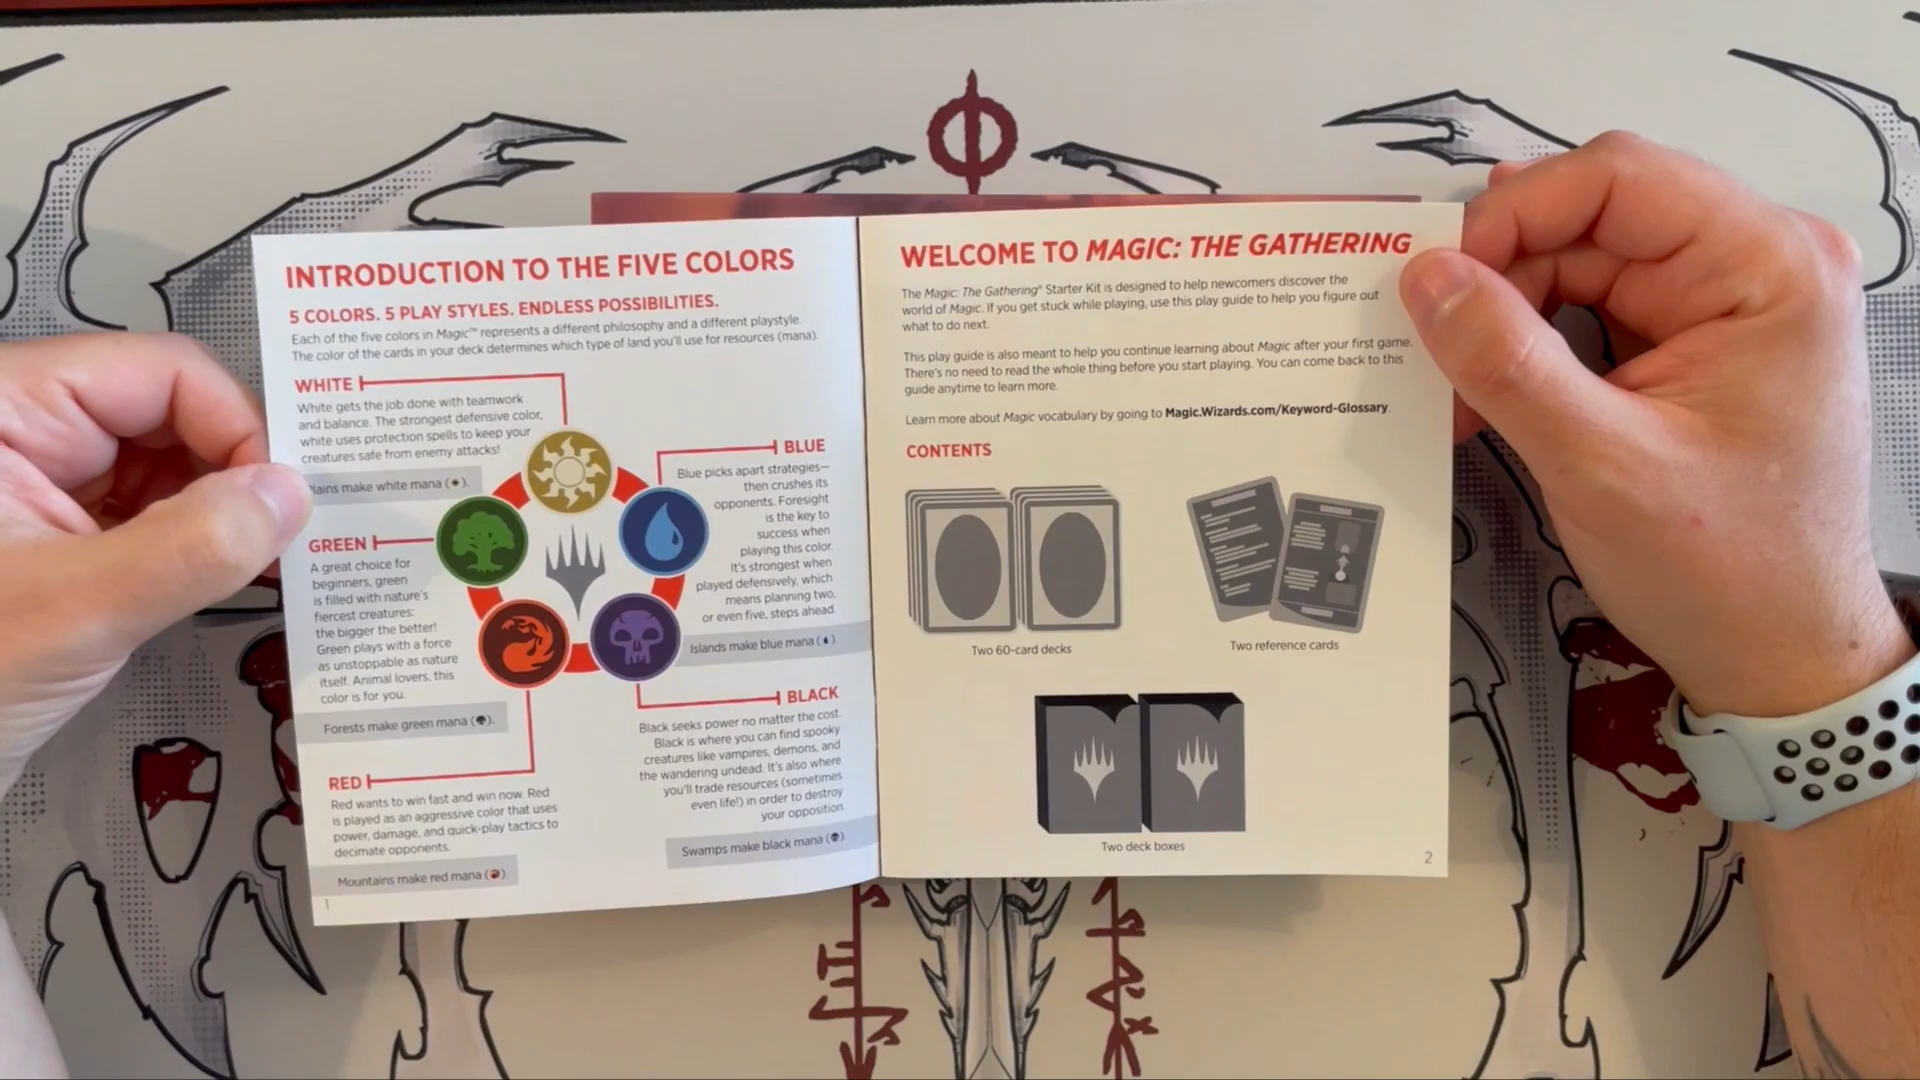 INTRODUCTION TO THE FIVE COLORS
5 COLORS. 5 PLAY STYLES. ENDLESS POSSIBILITIES.
Each of the five colors in Magic™ represents a different philosophy and a different playstyle.
The color of the cards in your deck determines which type of land you'll use for resources (mana).
WHITE
White gets the job done with teamwork
and balance. The strongest defensive color,
white uses protection spells to keep your
creatures safe from enemy attacks!
make white mana ( ).
BLUE
Blue picks apart strategies—
then crushes its
opponents. Foresight
is the key to
success when
playing this color.
It's strongest when
played defensively, which
means planning two,
or even five, steps ahead.
Islands make blue mana ( ).
GREEN
A great choice for
beginners, green
is filled with nature's
fiercest creatures:
the bigger the better!
Green plays with a force
as unstoppable as nature
itself. Animal lovers, this
color is for you.
Forests make green mana ( ).
BLACK
Black seeks power no matter the cost.
Black is where you can find spooky
creatures like vampires, demons, and
the wandering undead. It's also where
you'll trade resources (sometimes
even life!) in order to destroy
your opposition.
Swamps make black mana ( ).
RED
Red wants to win fast and win now. Red
is played as an aggressive color that uses
power, damage, and quick-play tactics to
decimate opponents.
Mountains make red mana ( ).
1
WELCOME TO MAGIC: THE GATHERING
The Magic: The Gathering® Starter Kit is designed to help newcomers discover the
world of Magic. If you get stuck while playing, use this play guide to help you figure out
what to do next.
This play guide is also meant to help you continue learning about Magic after your first game.
There's no need to read the whole thing before you start playing. You can come back to this
guide anytime to learn more.
Learn more about Magic vocabulary by going to Magic.Wizards.com/Keyword-Glossary.
CONTENTS
Two 60-card decks
Two reference cards
Two deck boxes
2